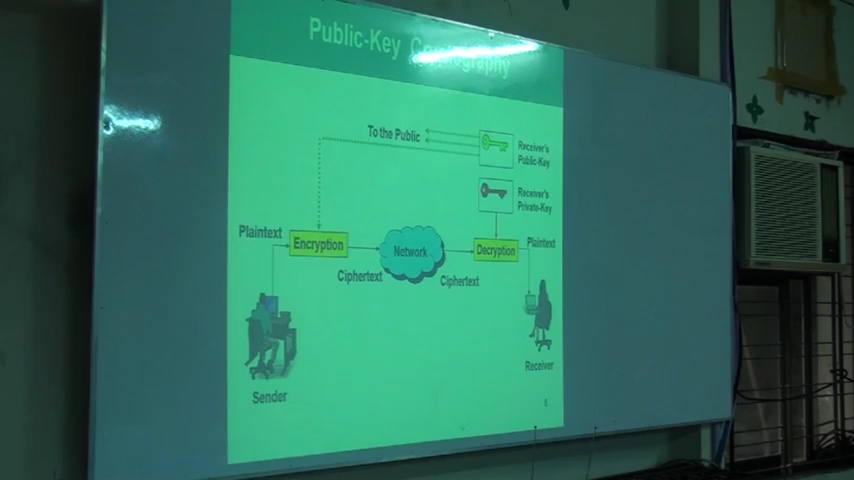 Public-Key Cryptography
To the Public
Receiver's
Public-Key
Receiver's
Private-Key
Plaintext
Encryption
Network
Decryption
Plaintext
Ciphertext
Ciphertext
Sender
Receiver